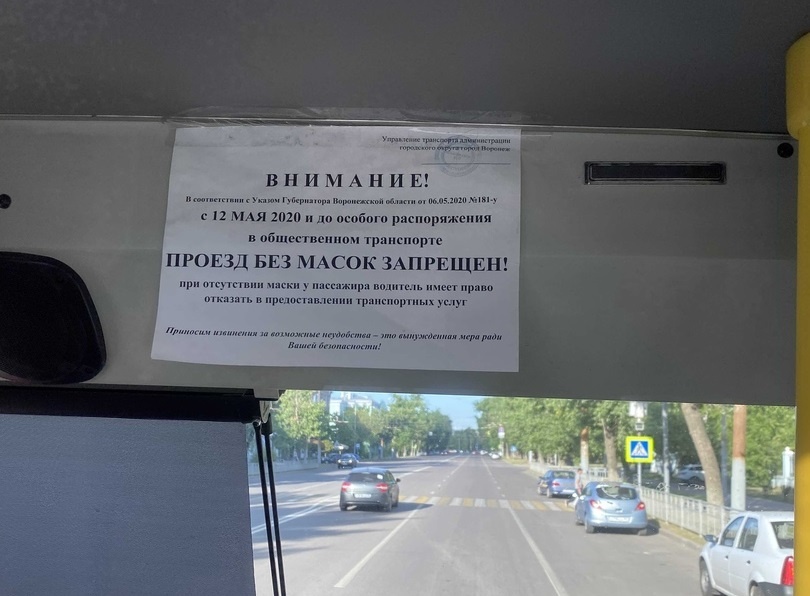 Управление транспорта администрации
городского округа город Воронеж
ВНИМАНИЕ!
В соответствии с Указом Губернатора Воронежской области от 06.05.2020 №181-у
с 12 МАЯ 2020 и до особого распоряжения
в общественном транспорте
ПРОЕЗД БЕЗ МАСОК ЗАПРЕЩЕН!
при отсутствии маски у пассажира водитель имеет право
отказать в предоставлении транспортных услуг
Приносим извинения за возможные неудобства – это вынужденная мера ради
Вашей безопасности!